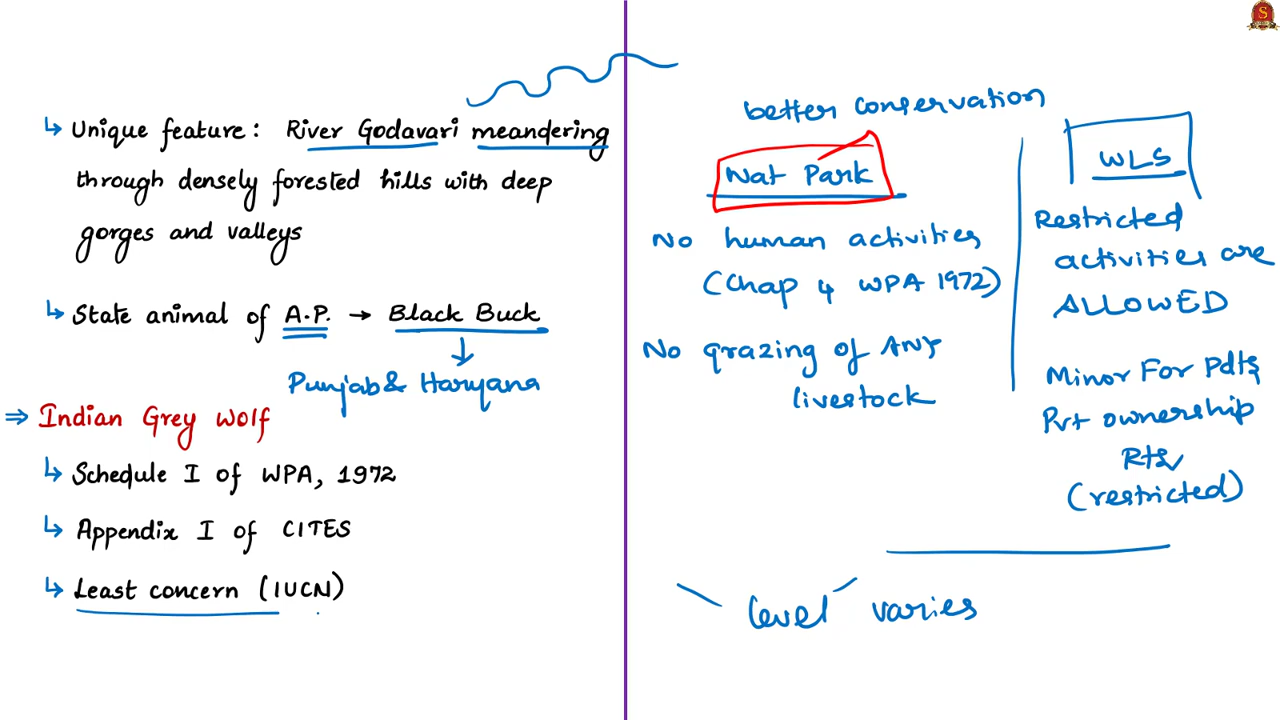 ↳ Unique feature: River Godavari meandering
through densely forested hills with deep
gorges and valleys
↳ State animal of A.P. → Black Buck
Punjab & Haryana
⇒ Indian Grey Wolf
↳ Schedule I of WPA, 1972
↳ Appendix I of CITES
↳ Least concern (IUCN)
better conservation
Nat Park
No human activities
(Chap 4 WPA 1972)
No grazing of ANY
livestock
WLS
Restricted
activities are
ALLOWED
Minor For Pdts
Pvt ownership
Rts
(restricted)
level varies
S